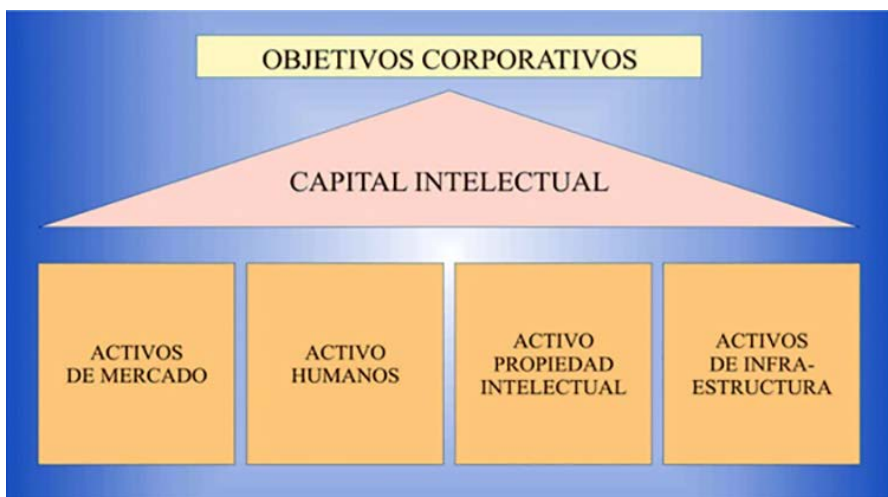 OBJETIVOS CORPORATIVOS
CAPITAL INTELECTUAL
ACTIVOS
DE MERCADO
ACTIVO
HUMANOS
ACTIVO
PROPIEDAD
INTELECTUAL
ACTIVOS
DE INFRA-
ESTRUCTURA